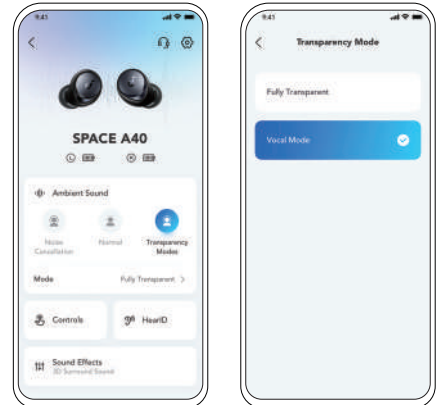 9:41
SPACE A40
L
R
Ambient Sound
Noise
Cancellation
Normal
Transparency
Modes
Mode
Fully Transparent >
Controls
HearID
Sound Effects
3D Surround Sound
9:41
Transparency Mode
Fully Transparent
Vocal Mode